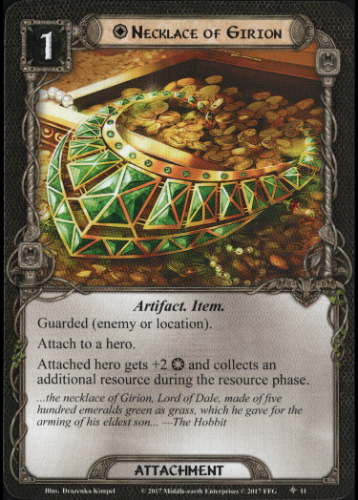 1
Necklace of Girion
Artifact. Item.
Guarded (enemy or location).
Attach to a hero.
Attached hero gets +2 and collects an
additional resource during the resource phase.
...the necklace of Girion, Lord of Dale, made of five
hundred emeralds green as grass, which he gave for the
arming of his eldest son... —The Hobbit
ATTACHMENT
Illus. Drazenka Kimpel
© 2017 Middle-earth Enterprises © 2017 FFG
11